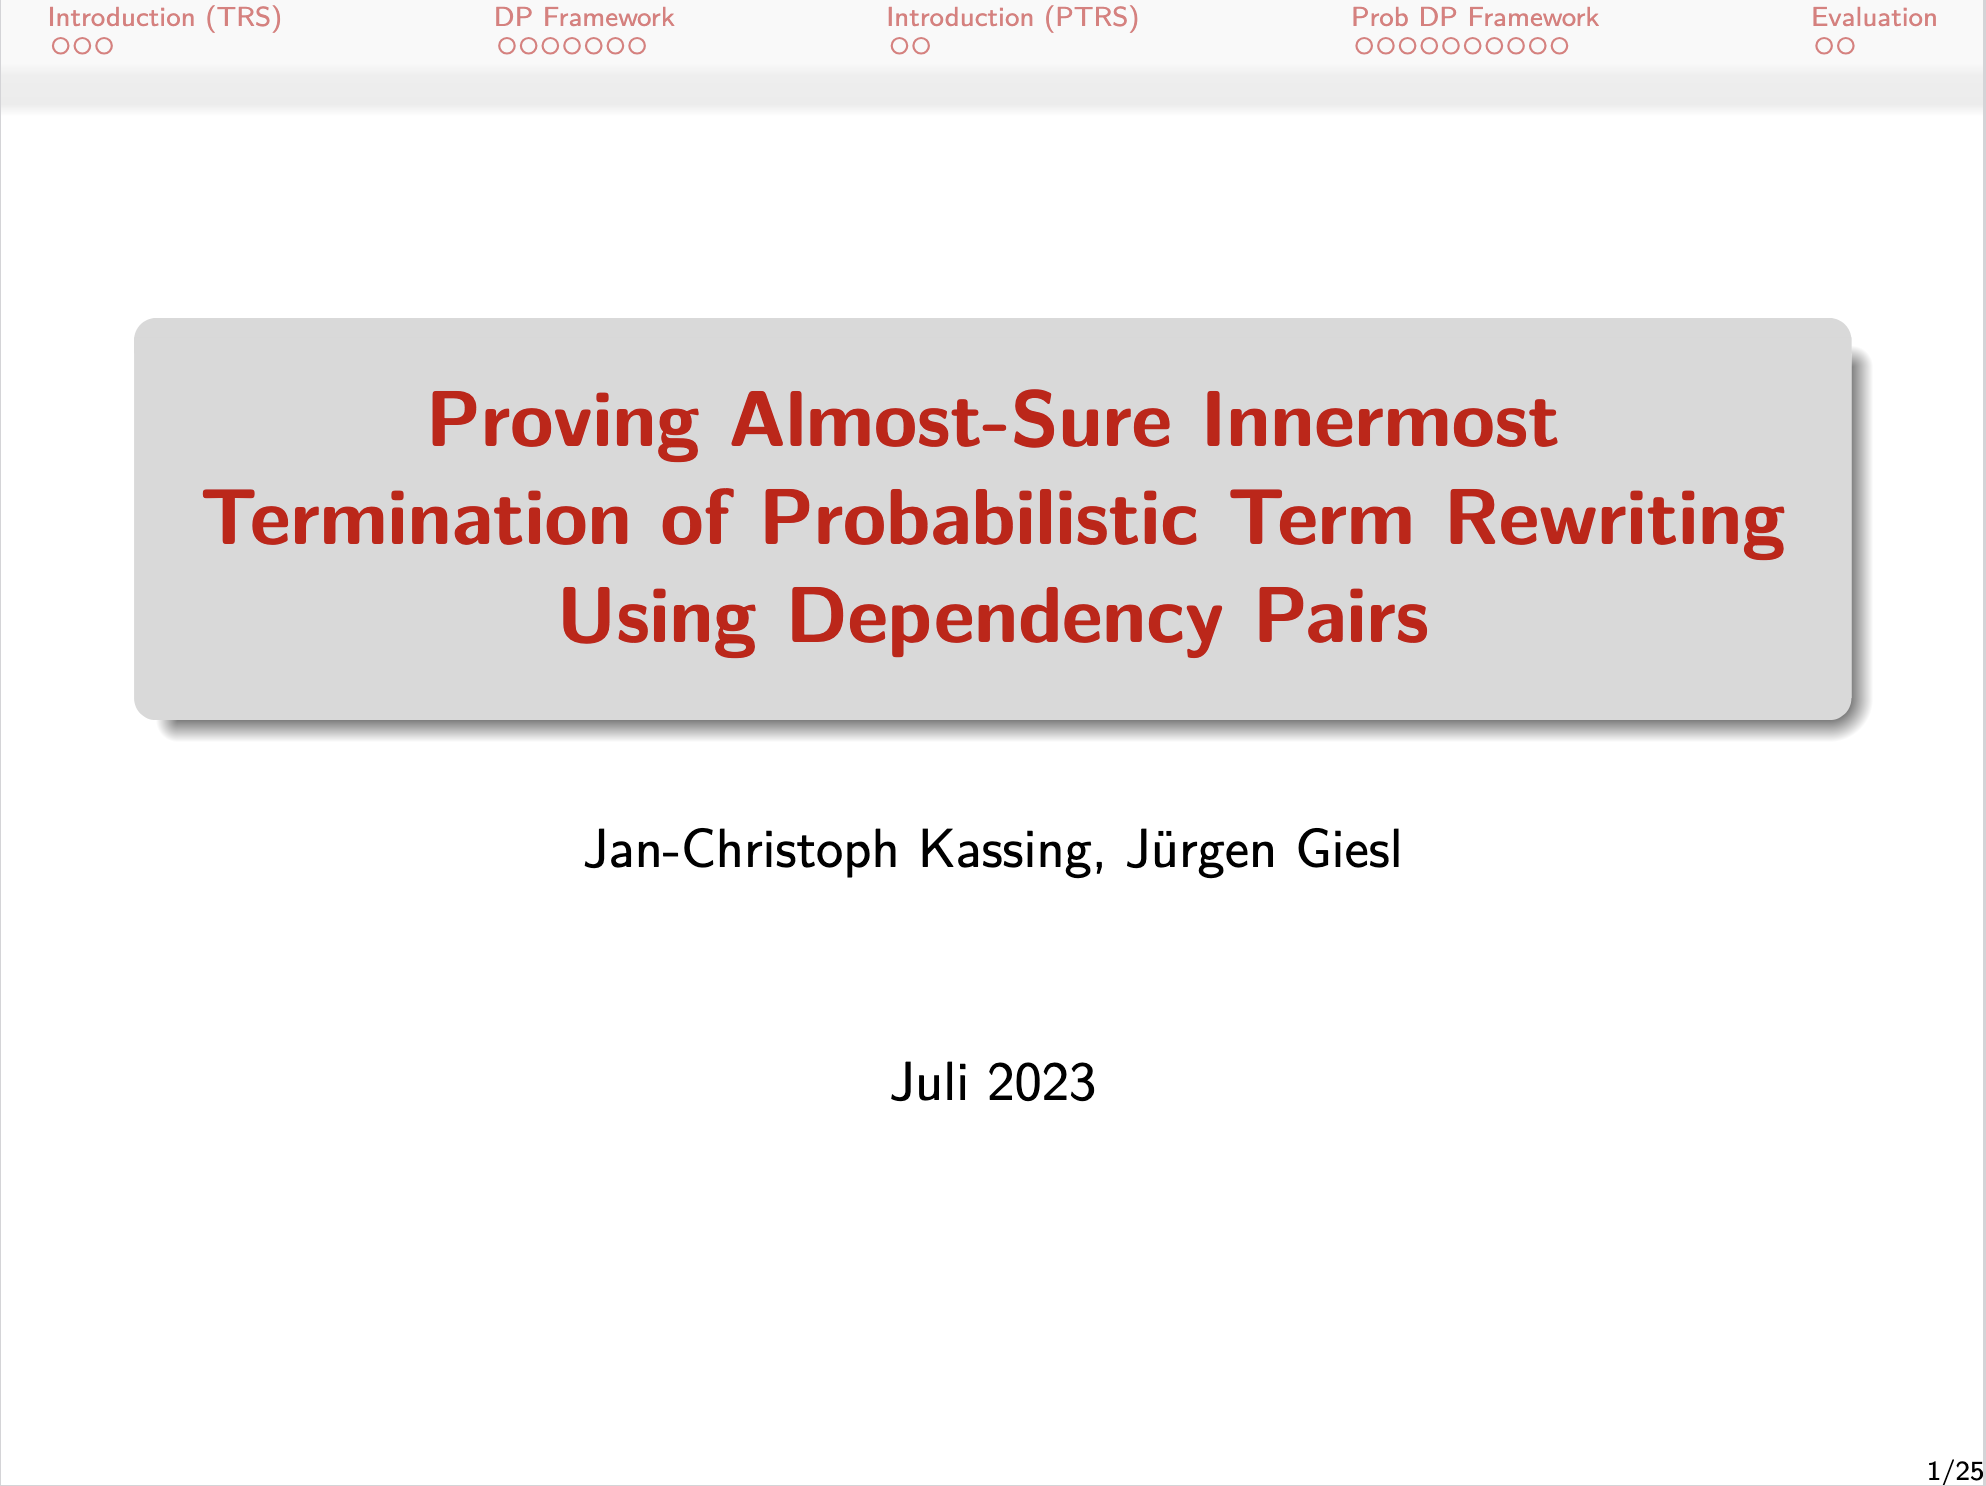 Introduction (TRS) DP Framework Introduction (PTRS) Prob DP Framework Evaluation
Proving Almost-Sure Innermost
Termination of Probabilistic Term Rewriting
Using Dependency Pairs
Jan-Christoph Kassing, Jürgen Giesl
Juli 2023
1/25